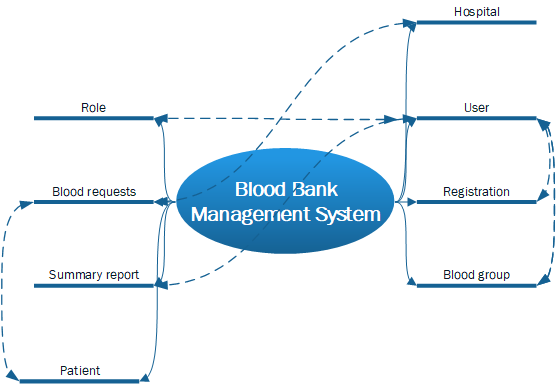 Hospital
Role
User
Blood Bank
Management System
Blood requests
Registration
Summary report
Blood group
Patient